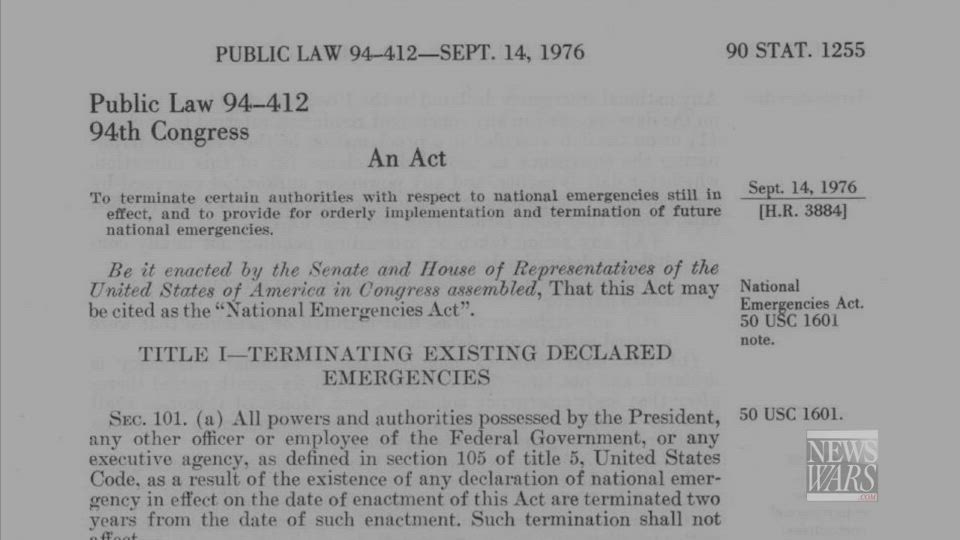 PUBLIC LAW 94–412—SEPT. 14, 1976
90 STAT. 1255
Public Law 94–412
94th Congress
An Act
To terminate certain authorities with respect to national emergencies still in
effect, and to provide for orderly implementation and termination of future
national emergencies.
Sept. 14, 1976
[H.R. 3884]
Be it enacted by the Senate and House of Representatives of the
United States of America in Congress assembled, That this Act may
be cited as the “National Emergencies Act”.
National
Emergencies Act.
50 USC 1601
note.
TITLE I—TERMINATING EXISTING DECLARED
EMERGENCIES
SEC. 101. (a) All powers and authorities possessed by the President,
any other officer or employee of the Federal Government, or any
executive agency, as defined in section 105 of title 5, United States
Code, as a result of the existence of any declaration of national emer-
gency in effect on the date of enactment of this Act are terminated two
years from the date of such enactment. Such termination shall not
50 USC 1601.
NEWS
WARS
.COM